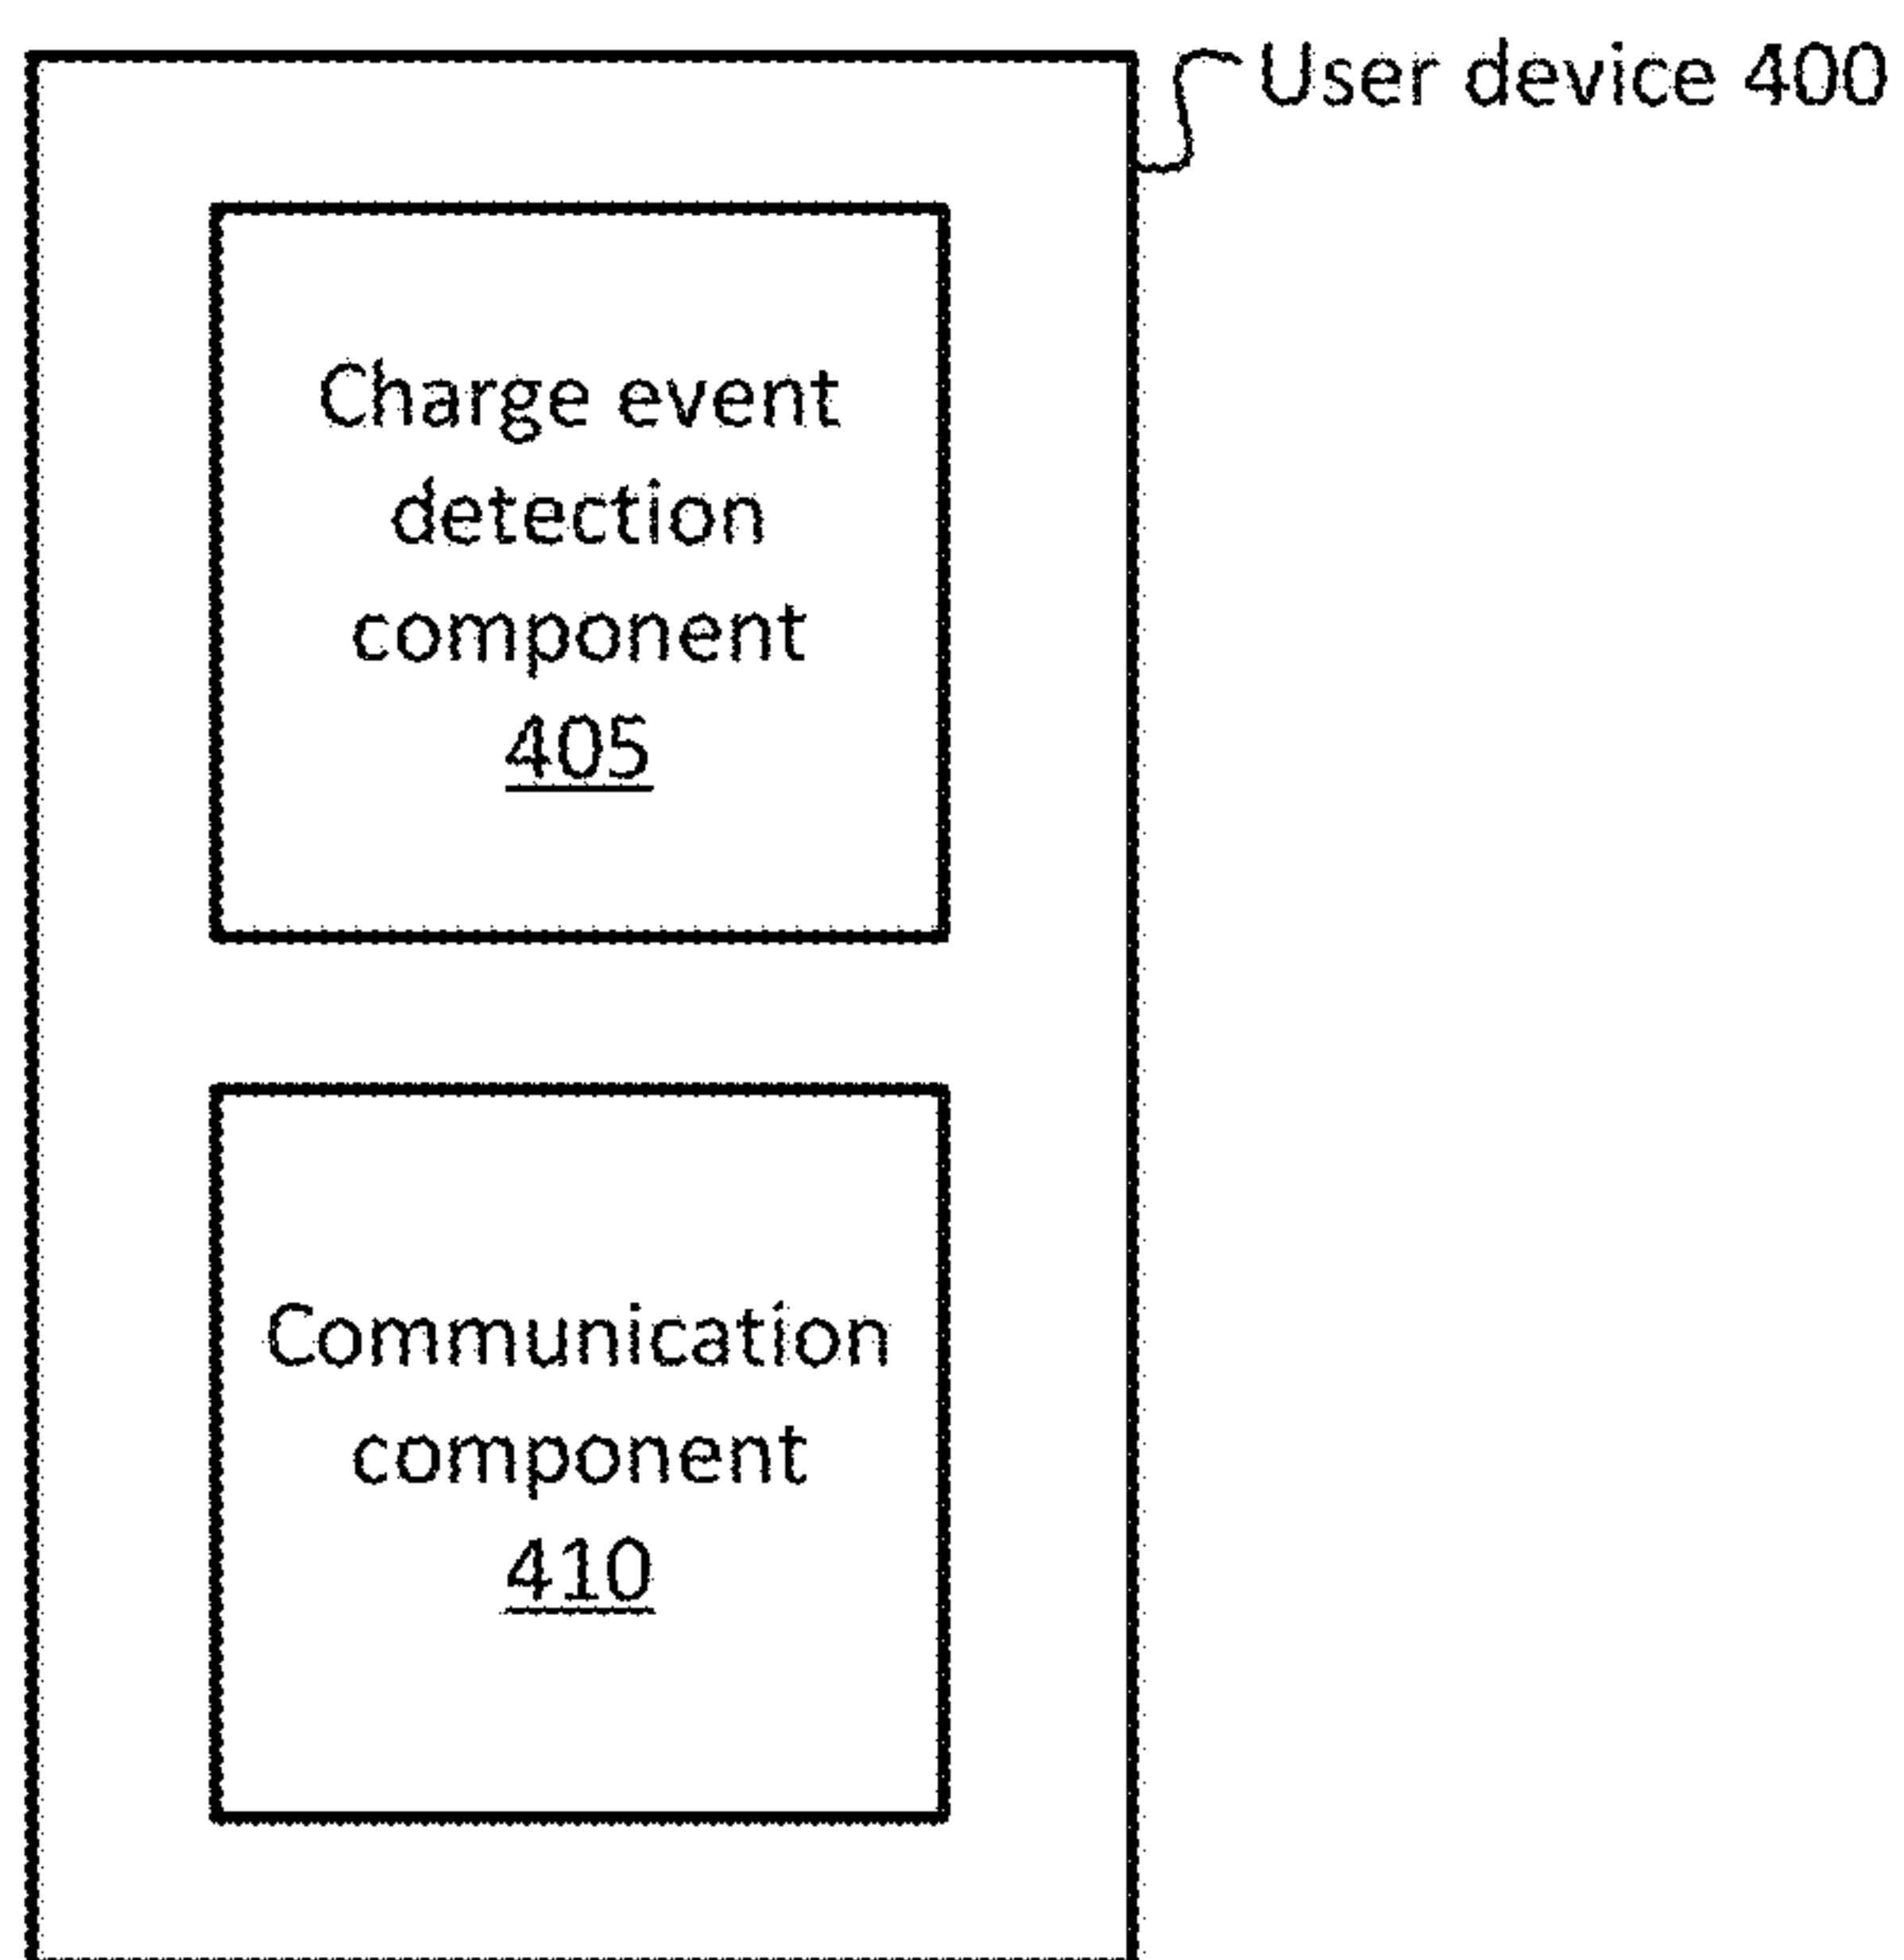 User device 400
Charge event
detection
component
405
Communication
component
410